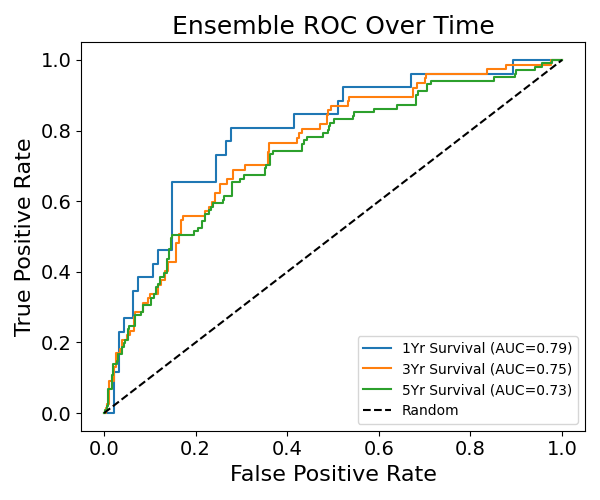 Ensemble ROC Over Time
True Positive Rate
1.0
0.8
0.6
0.4
0.2
0.0
0.0 0.2 0.4 0.6 0.8 1.0
False Positive Rate
1Yr Survival (AUC=0.79)
3Yr Survival (AUC=0.75)
5Yr Survival (AUC=0.73)
Random